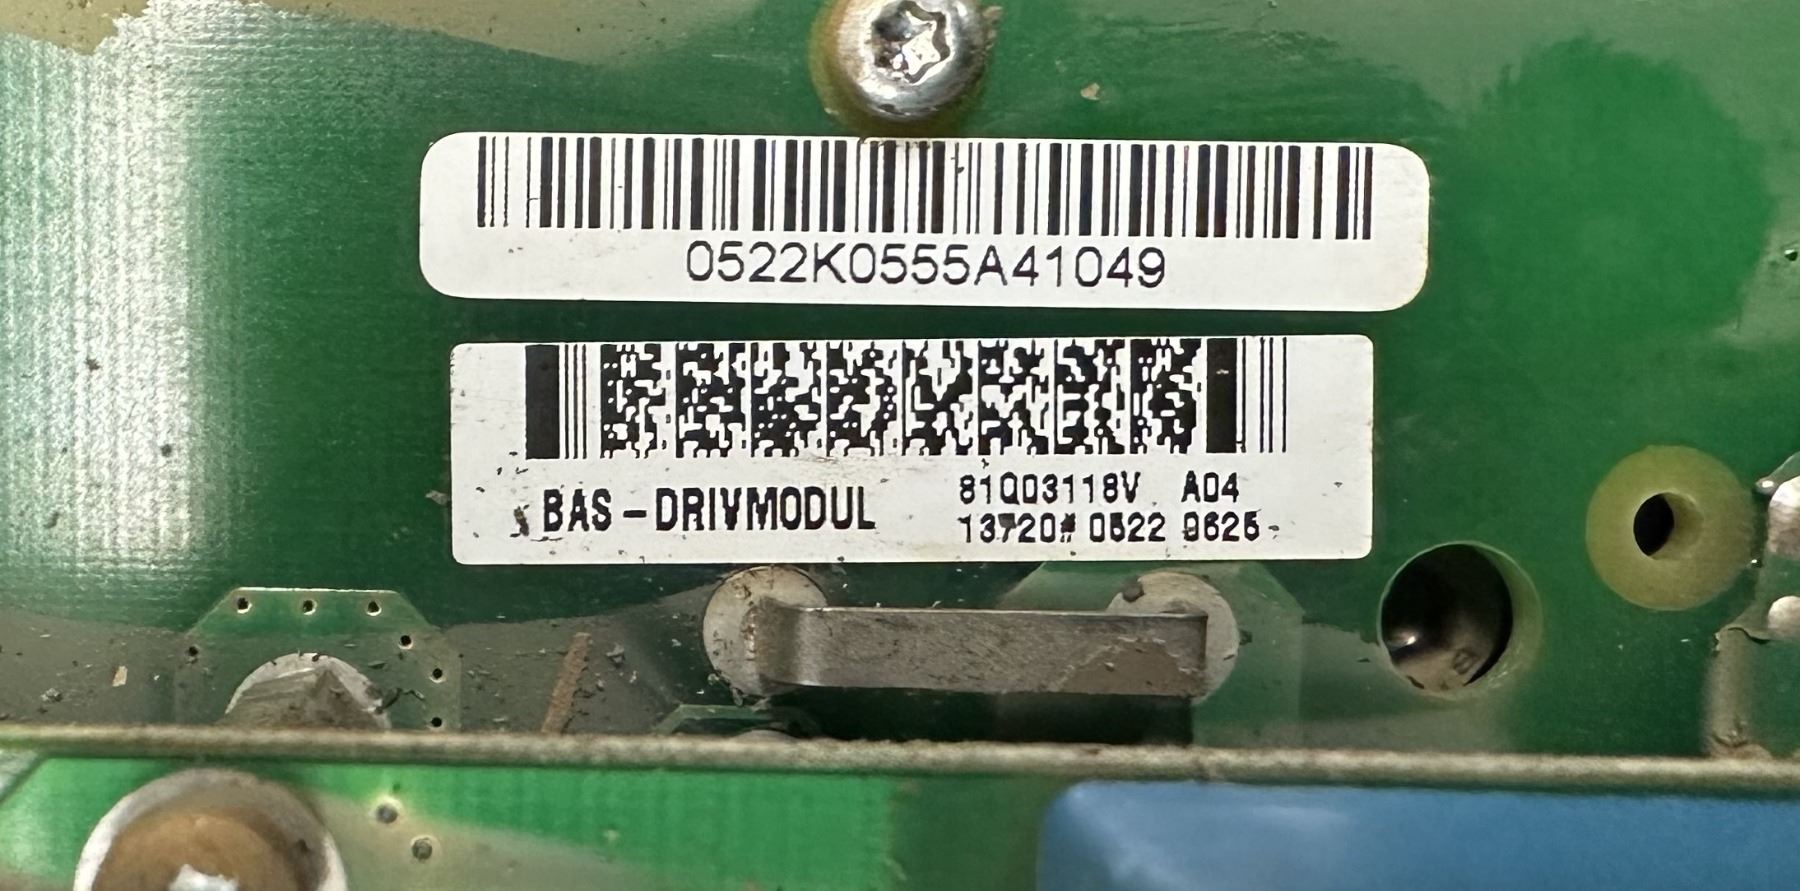 0522K0555A41049
BAS-DRIVMODUL
81Q03118V A04
13720# 0522 9625